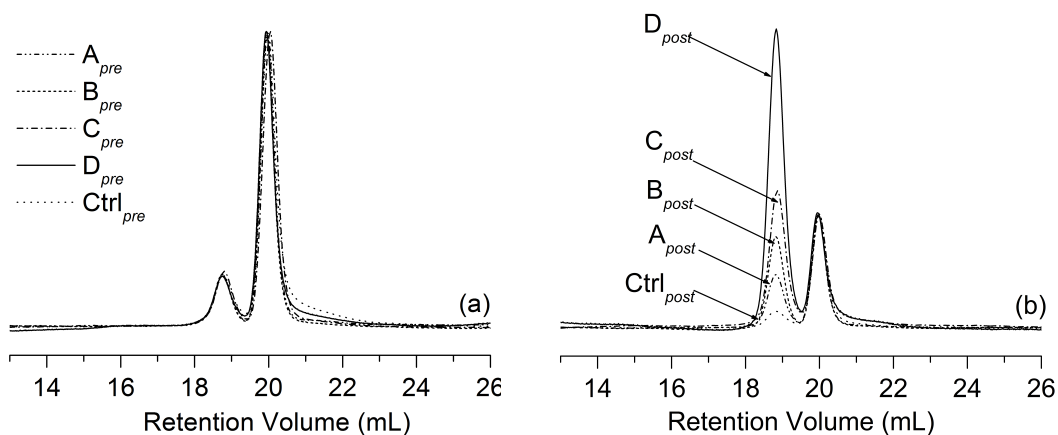 A pre
B pre
C pre
D pre
Ctrl pre
(a)
14 16 18 20 22 24 26
Retention Volume (mL)
D post
C post
B post
A post
Ctrl post
(b)
14 16 18 20 22 24 26
Retention Volume (mL)